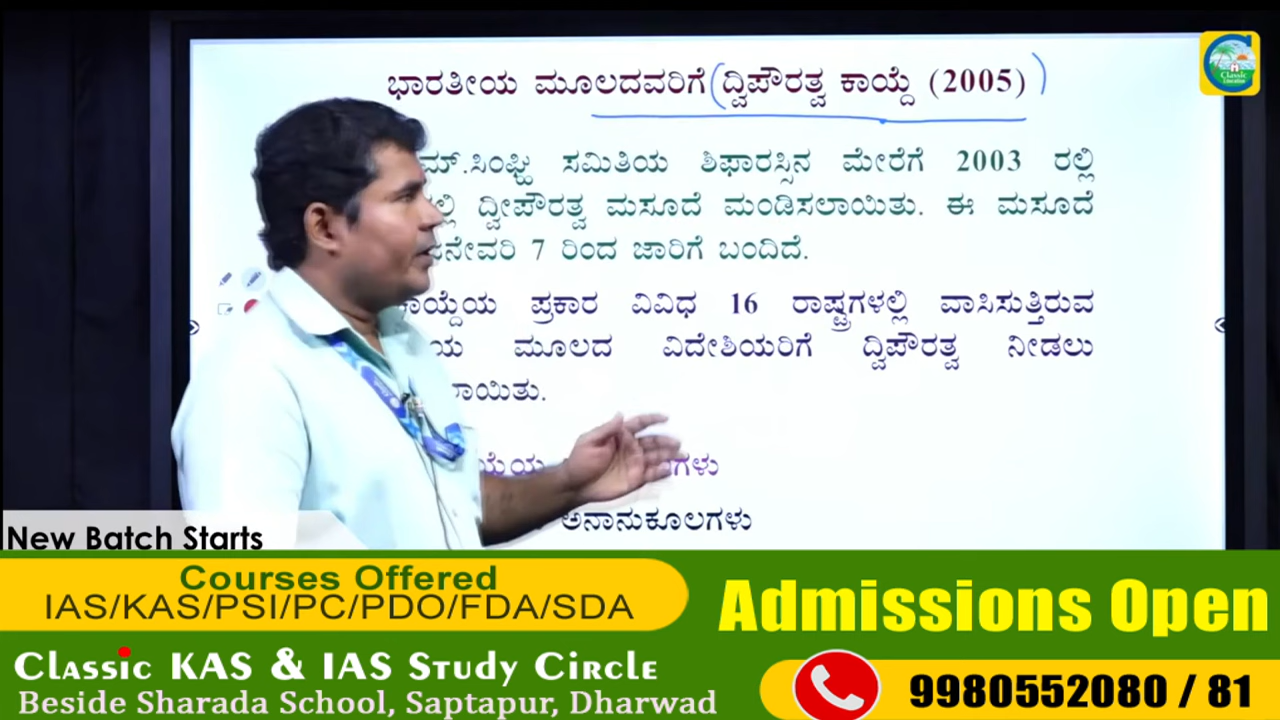 ಭಾರತೀಯ ಮೂಲದವರಿಗೆ (ದ್ವಿಪೌರತ್ವ ಕಾಯ್ದೆ (2005) )
Classic
Education
ಸಮಿತಿಯ ಶಿಫಾರಸ್ಸಿನ ಮೇರೆಗೆ 2003 ರಲ್ಲಿ
ದ್ವೀಪೌರತ್ವ ಮಸೂದೆ ಮಂಡಿಸಲಾಯಿತು. ಈ ಮಸೂದೆ
7 ರಿಂದ ಜಾರಿಗೆ ಬಂದಿದೆ.
ಪ್ರಕಾರ ವಿವಿಧ 16 ರಾಷ್ಟ್ರಗಳಲ್ಲಿ ವಾಸಿಸುತ್ತಿರುವ
ಮೂಲದ ವಿದೇಶಿಯರಿಗೆ ದ್ವಿಪೌರತ್ವ ನೀಡಲು
ಅನಾನುಕೂಲಗಳು
New Batch Starts
Courses Offered
IAS/KAS/PSI/PC/PDO/FDA/SDA
Admissions Open
Classic KAS & IAS Study Circle
Beside Sharada School, Saptapur, Dharwad
9980552080 / 81